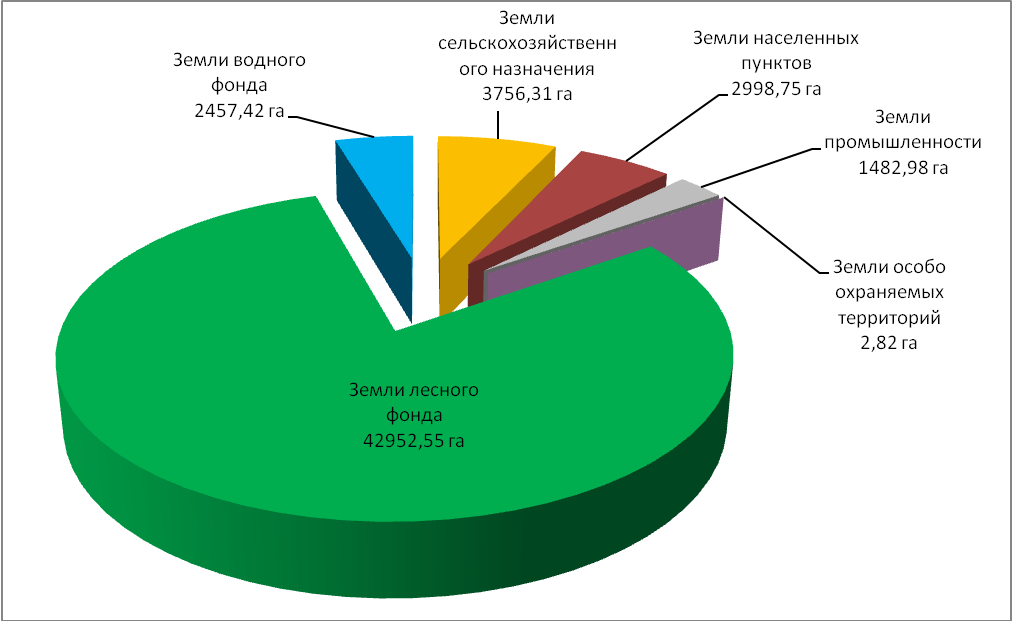 Земли водного
фонда
2457,42 га
Земли
сельскохозяйственн
ого назначения
3756,31 га
Земли населенных
пунктов
2998,75 га
Земли
промышленности
1482,98 га
Земли особо
охраняемых
территорий
2,82 га
Земли лесного
фонда
42952,55 га